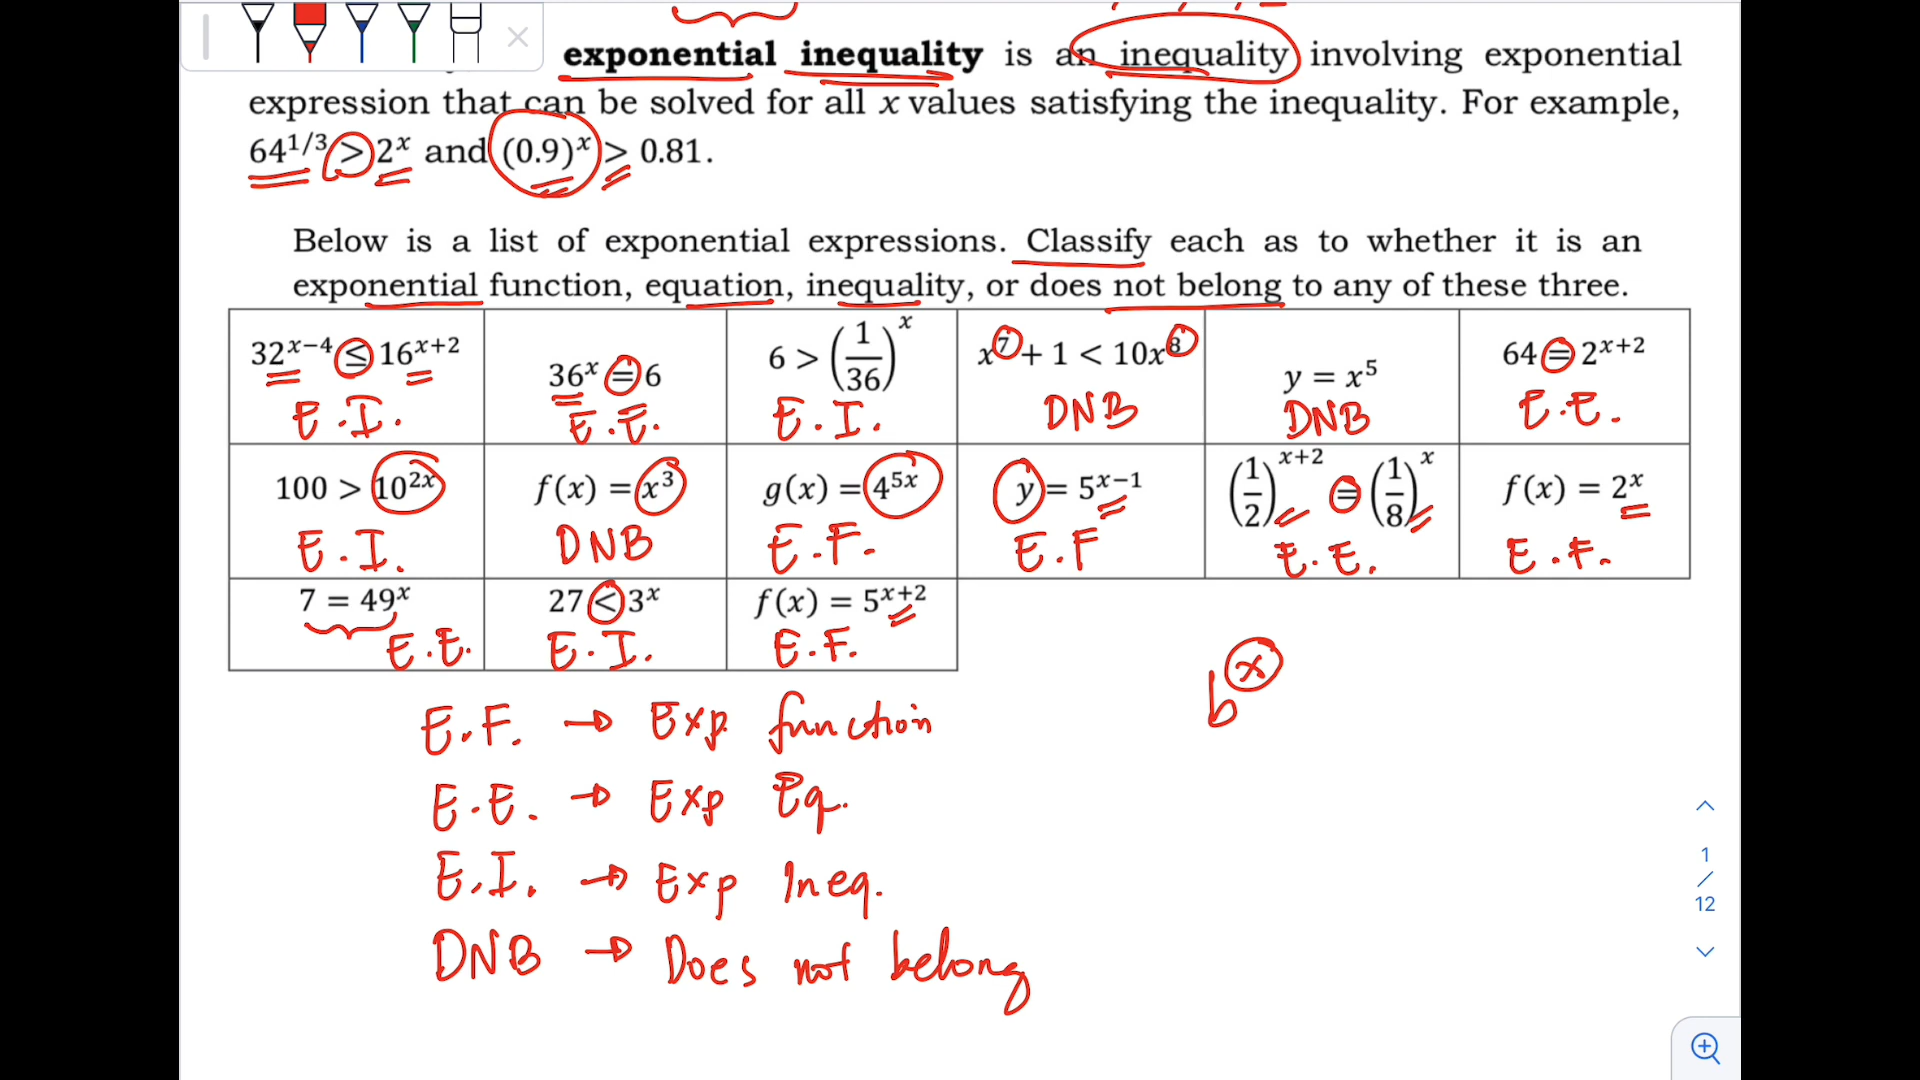 exponential inequality is an inequality involving exponential
expression that can be solved for all x values satisfying the inequality. For example,
64^{1/3} > 2^x and (0.9)^x > 0.81.
Below is a list of exponential expressions. Classify each as to whether it is an
exponential function, equation, inequality, or does not belong to any of these three.
32^{x−4} ≤ 16^{x+2}
E.I.
36^x = 6
E.E.
6 > (1/36)^x
E.I.
x^7 + 1 < 10x^8
DNB
y = x^5
DNB
64 = 2^{x+2}
E.E.
100 > 10^{2x}
E.I.
f(x) = x^3
DNB
g(x) = 4^{5x}
E.F.
y = 5^{x−1}
E.F
(1/2)^{x+2} = (1/8)^x
E.E.
f(x) = 2^x
E.F.
7 = 49^x
E.E.
27 < 3^x
E.I.
f(x) = 5^{x+2}
E.F.
b^x
E.F. → Exp function
E.E. → Exp Eq.
E.I. → Exp Ineq.
DNB → Does not belong
1
/
12